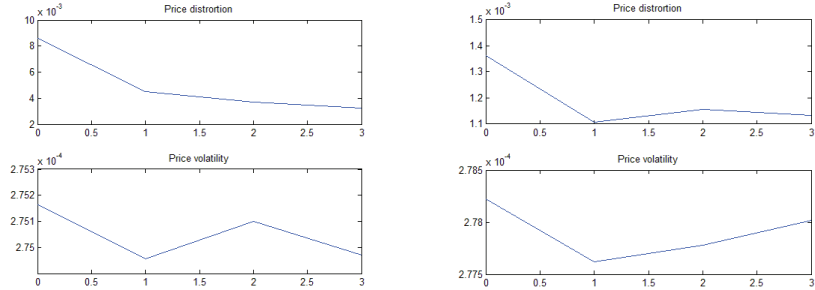 Price distrortion
x 10⁻³
10
8
6
4
2
0 0.5 1 1.5 2 2.5 3
Price distrortion
x 10⁻³
1.5
1.4
1.3
1.2
1.1
0 0.5 1 1.5 2 2.5 3
Price volatility
x 10⁻⁴
2.753
2.752
2.751
2.75
0 0.5 1 1.5 2 2.5 3
Price volatility
x 10⁻⁴
2.785
2.78
2.775
0 0.5 1 1.5 2 2.5 3